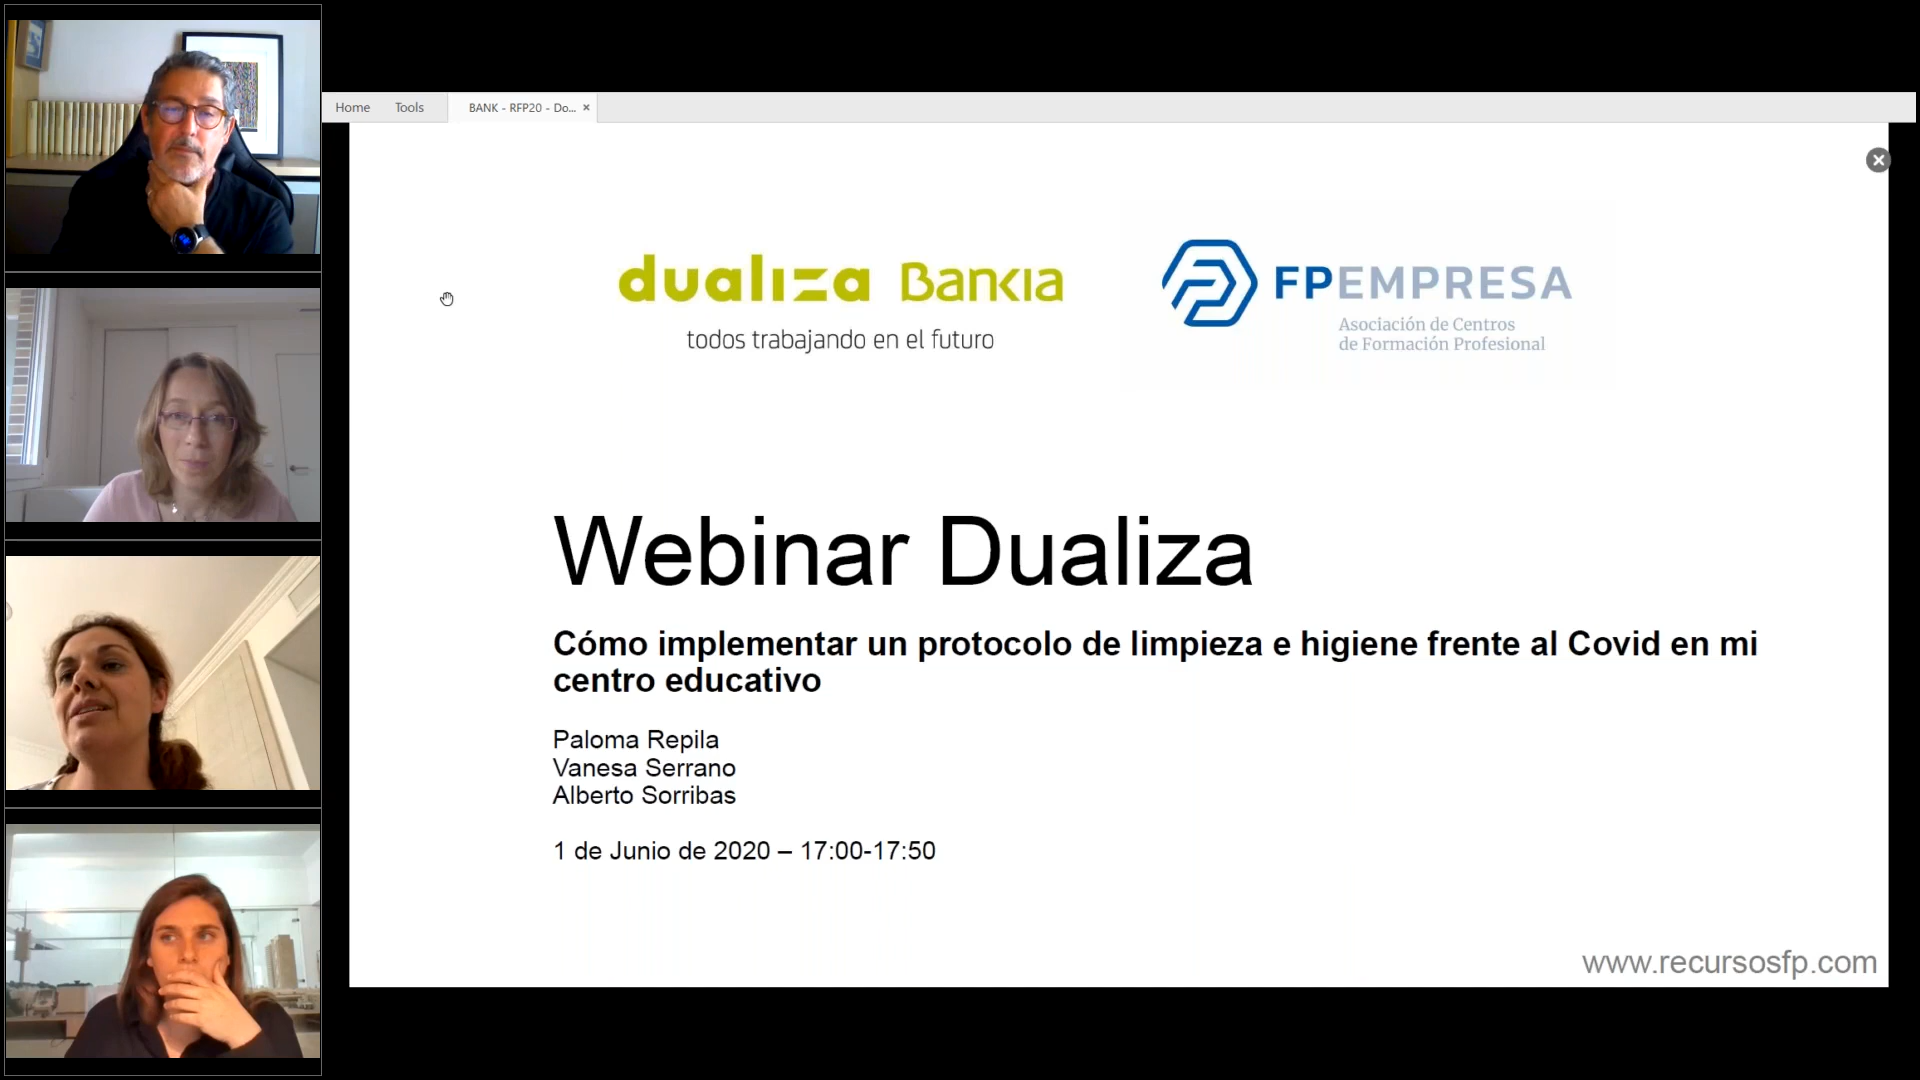 Home Tools BANK - RFP20 - Do...
dualiza Bankia
todos trabajando en el futuro
FPEMPRESA
Asociación de Centros
de Formación Profesional
Webinar Dualiza
Cómo implementar un protocolo de limpieza e higiene frente al Covid en mi
centro educativo
Paloma Repila
Vanesa Serrano
Alberto Sorribas
1 de Junio de 2020 – 17:00-17:50
www.recursosfp.com